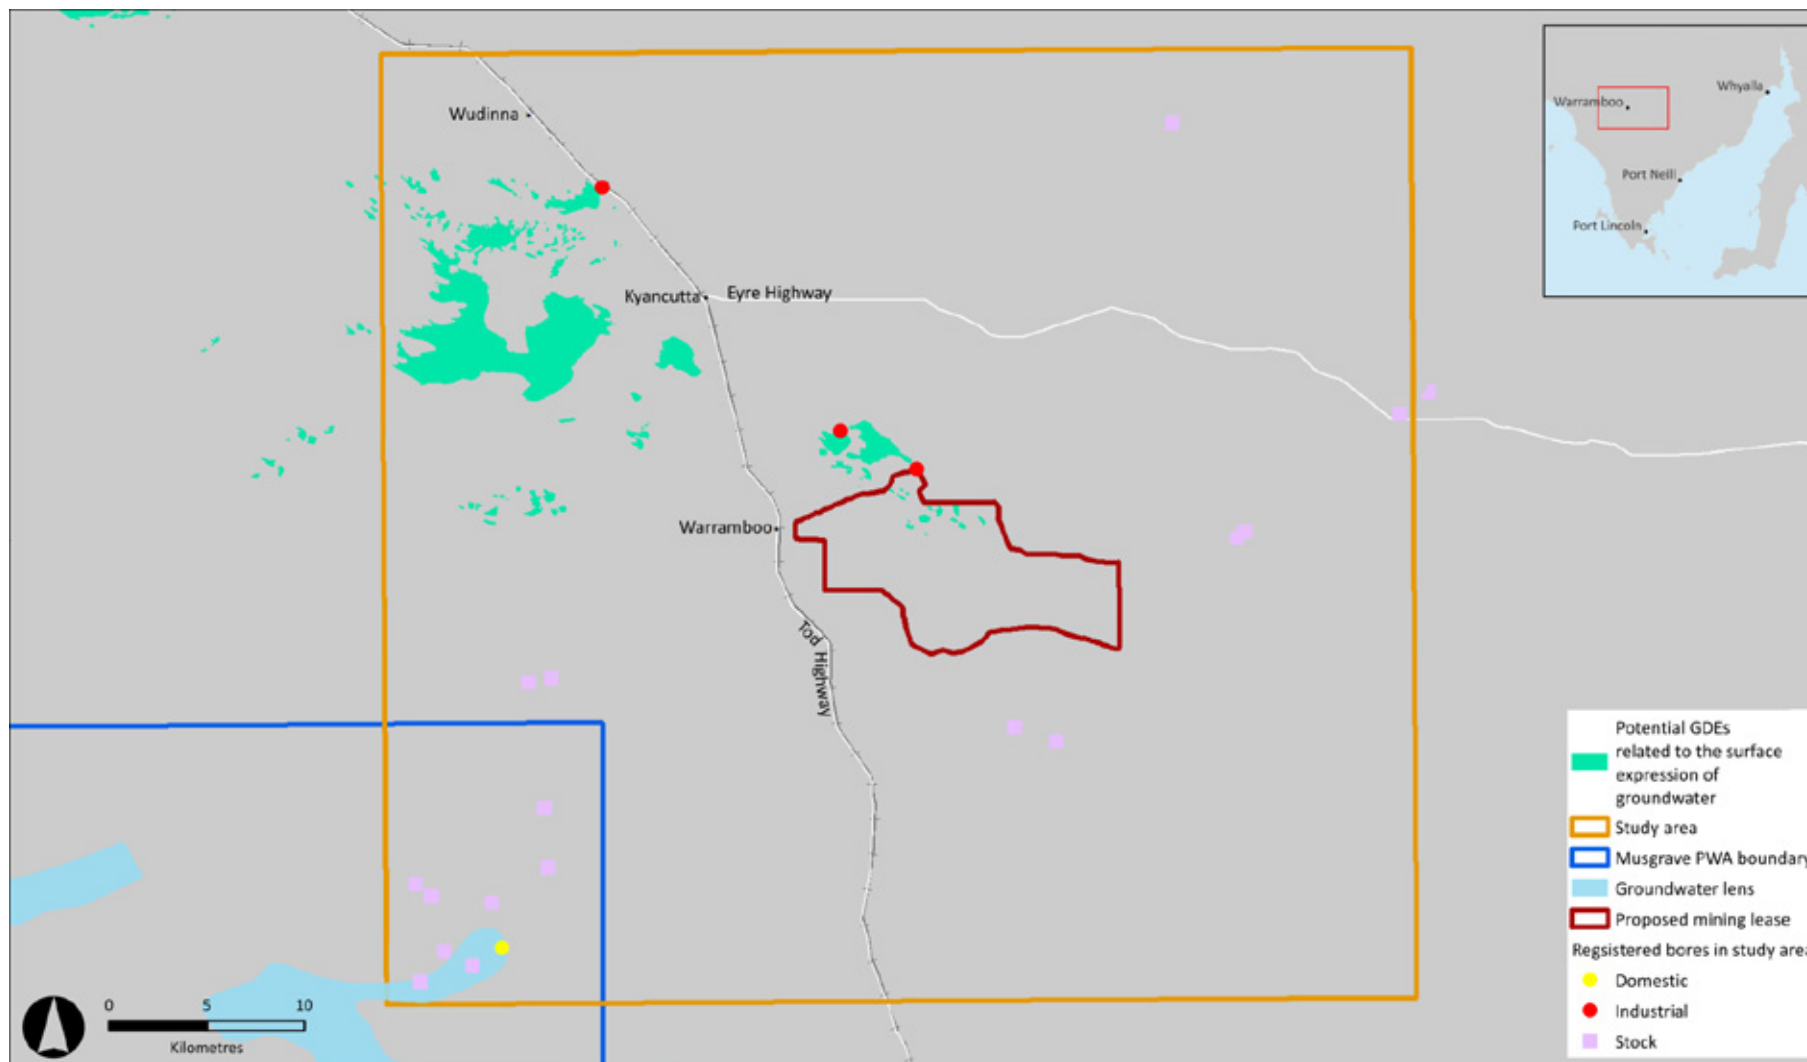 Wudinna
Kyancutta
Eyre Highway
Warramboo
Tod Highway
Warramboo
Whyalla
Port Neill
Port Lincoln
Potential GDEs
related to the surface
expression of
groundwater
Study area
Musgrave PWA boundary
Groundwater lens
Proposed mining lease
Regsistered bores in study area
Domestic
Industrial
Stock
0 5 10
Kilometres